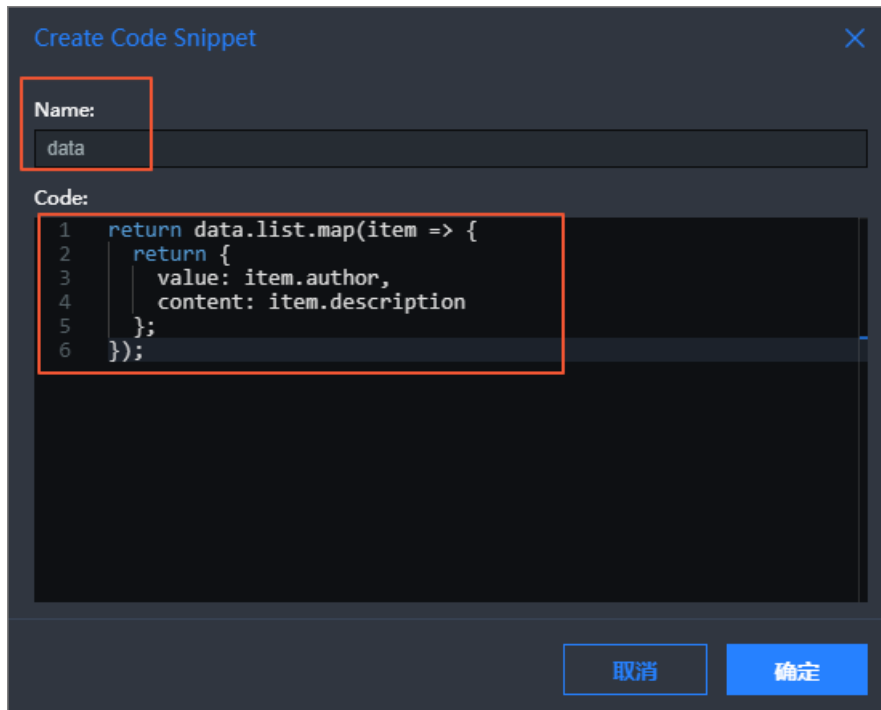 Create Code Snippet
Name:
data
Code:
1 return data.list.map(item => {
2 return {
3 value: item.author,
4 content: item.description
5 };
6 });
取消 确定